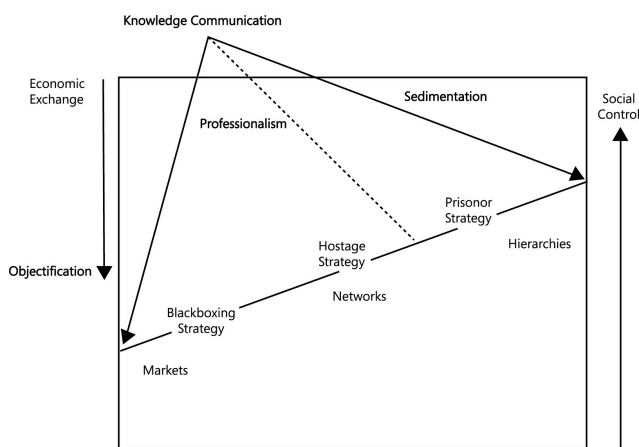 Knowledge Communication
Economic
Exchange
Sedimentation
Social
Control
Professionalism
Prisonor
Strategy
Hostage
Strategy
Hierarchies
Objectification
Networks
Blackboxing
Strategy
Markets